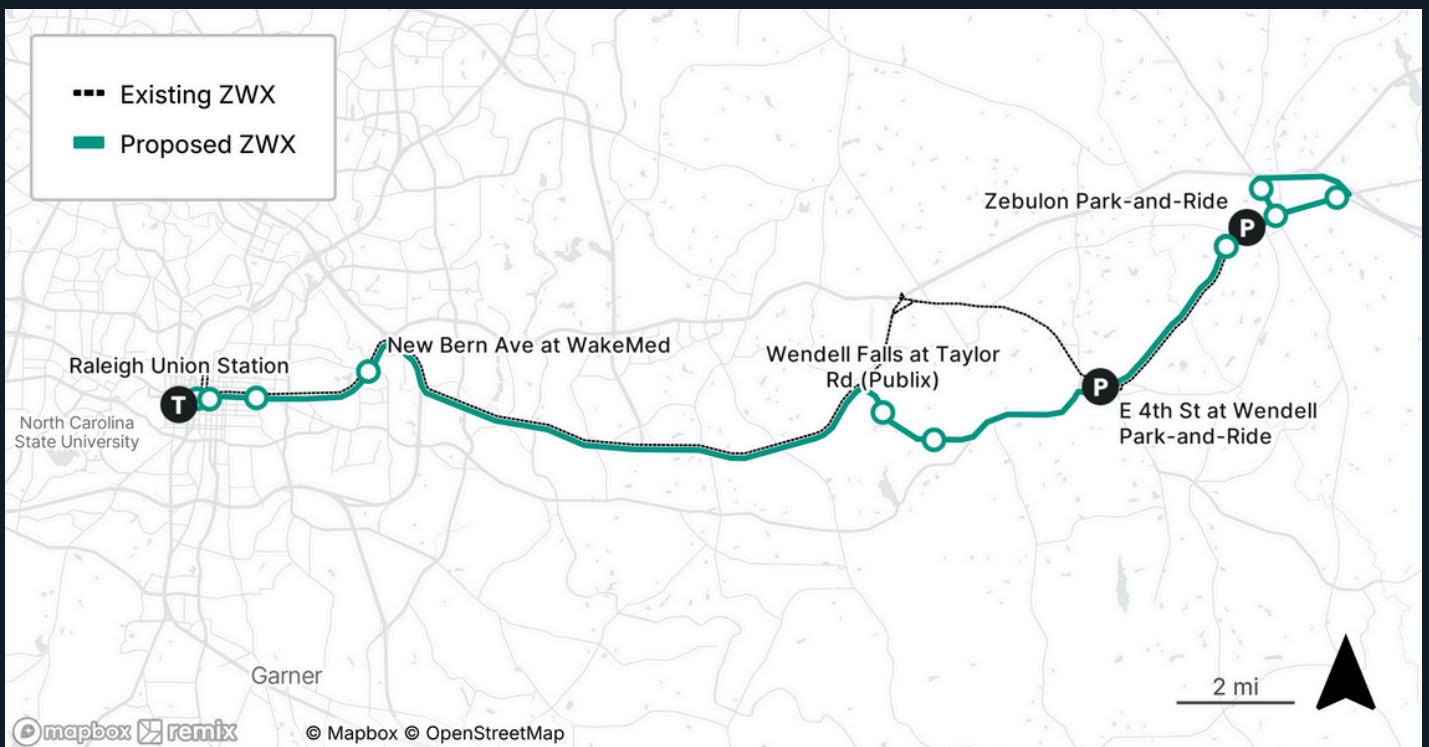 Existing ZWX
Proposed ZWX
Zebulon Park-and-Ride
New Bern Ave at WakeMed
Raleigh Union Station
Wendell Falls at Taylor
Rd (Publix)
T
P
P
E 4th St at Wendell
Park-and-Ride
North Carolina
State University
Garner
2 mi
mapbox remix
© Mapbox © OpenStreetMap